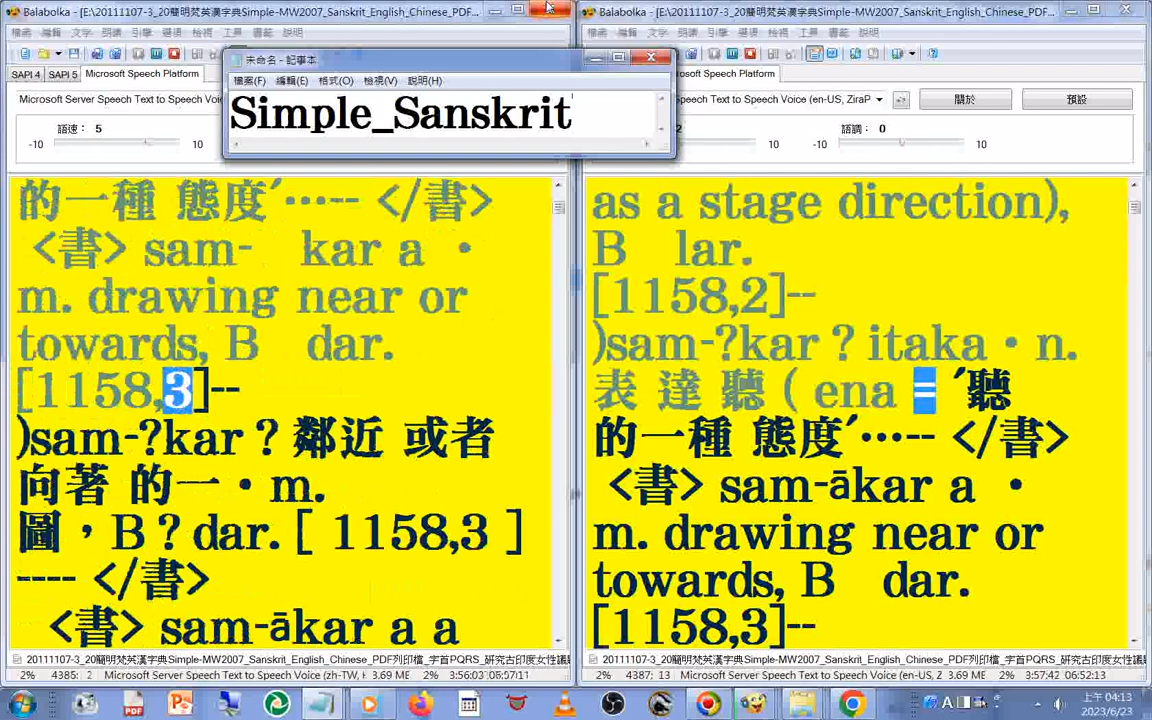 Balabolka - [E:\20111107-3_20簡明梵英漢字典Simple-MW2007_Sanskrit_English_Chinese_PDF...
SAPI 4 SAPI 5 Microsoft Speech Platform
Microsoft Server Speech Text to Speech Voi
語速： 5
-10 10
的一種 態度´…-- </書>
<書> sam- kar a •
m. drawing near or
towards, B dar.
[1158,3]--
)sam-?kar ? 鄰近 或者
向著 的一•m.
圖，B ? dar. [ 1158,3 ]
---- </書>
<書> sam-ākar a a
20111107-3_20簡明梵英漢字典Simple-MW2007_Sanskrit_English_Chinese_PDF列印檔_字首PQRS_研究古印度女性議
2% 4385: 2 Microsoft Server Speech Text to Speech Voice (zh-TW, H 3.69 ME 2% 3:56:03/06:57/11
未命名 - 記事本
檔案(F) 編輯(E) 格式(O) 檢視(V) 說明(H)
Simple_Sanskrit
Balabolka - [E:\20111107-3_20簡明梵英漢字典Simple-MW2007_Sanskrit_English_Chinese_PDF...
Speech Platform
Speech Text to Speech Voice (en-US, ZiraP 關於 預設
2 語調： 0
10 -10 10
as a stage direction),
B lar.
[1158,2]--
)sam-?kar ? itaka • n.
表 達 聽 ( ena = ´聽
的一種 態度´…-- </書>
<書> sam-ākar a •
m. drawing near or
towards, B dar.
[1158,3]--
20111107-3_20簡明梵英漢字典Simple-MW2007_Sanskrit_English_Chinese_PDF列印檔_字首PQRS_研究古印度女性議
2% 4387: 13 Microsoft Server Speech Text to Speech Voice (en-US, Z 3.69 ME 2% 3:57:42/06:52:13
上午 04:13
2023/6/23